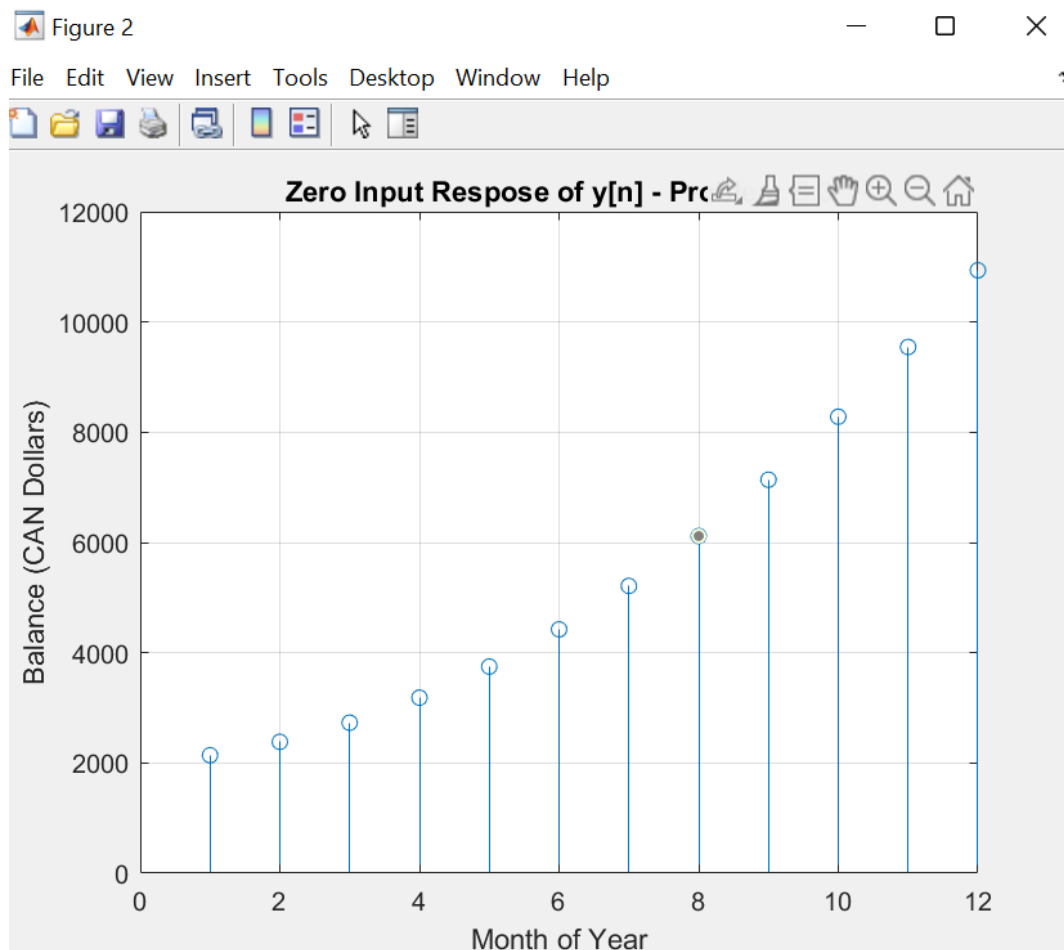 Figure 2
File Edit View Insert Tools Desktop Window Help
Zero Input Respose of y[n] -
12000
10000
8000
6000
4000
2000
0
Balance (CAN Dollars)
0 2 4 6 8 10 12
Month of Year